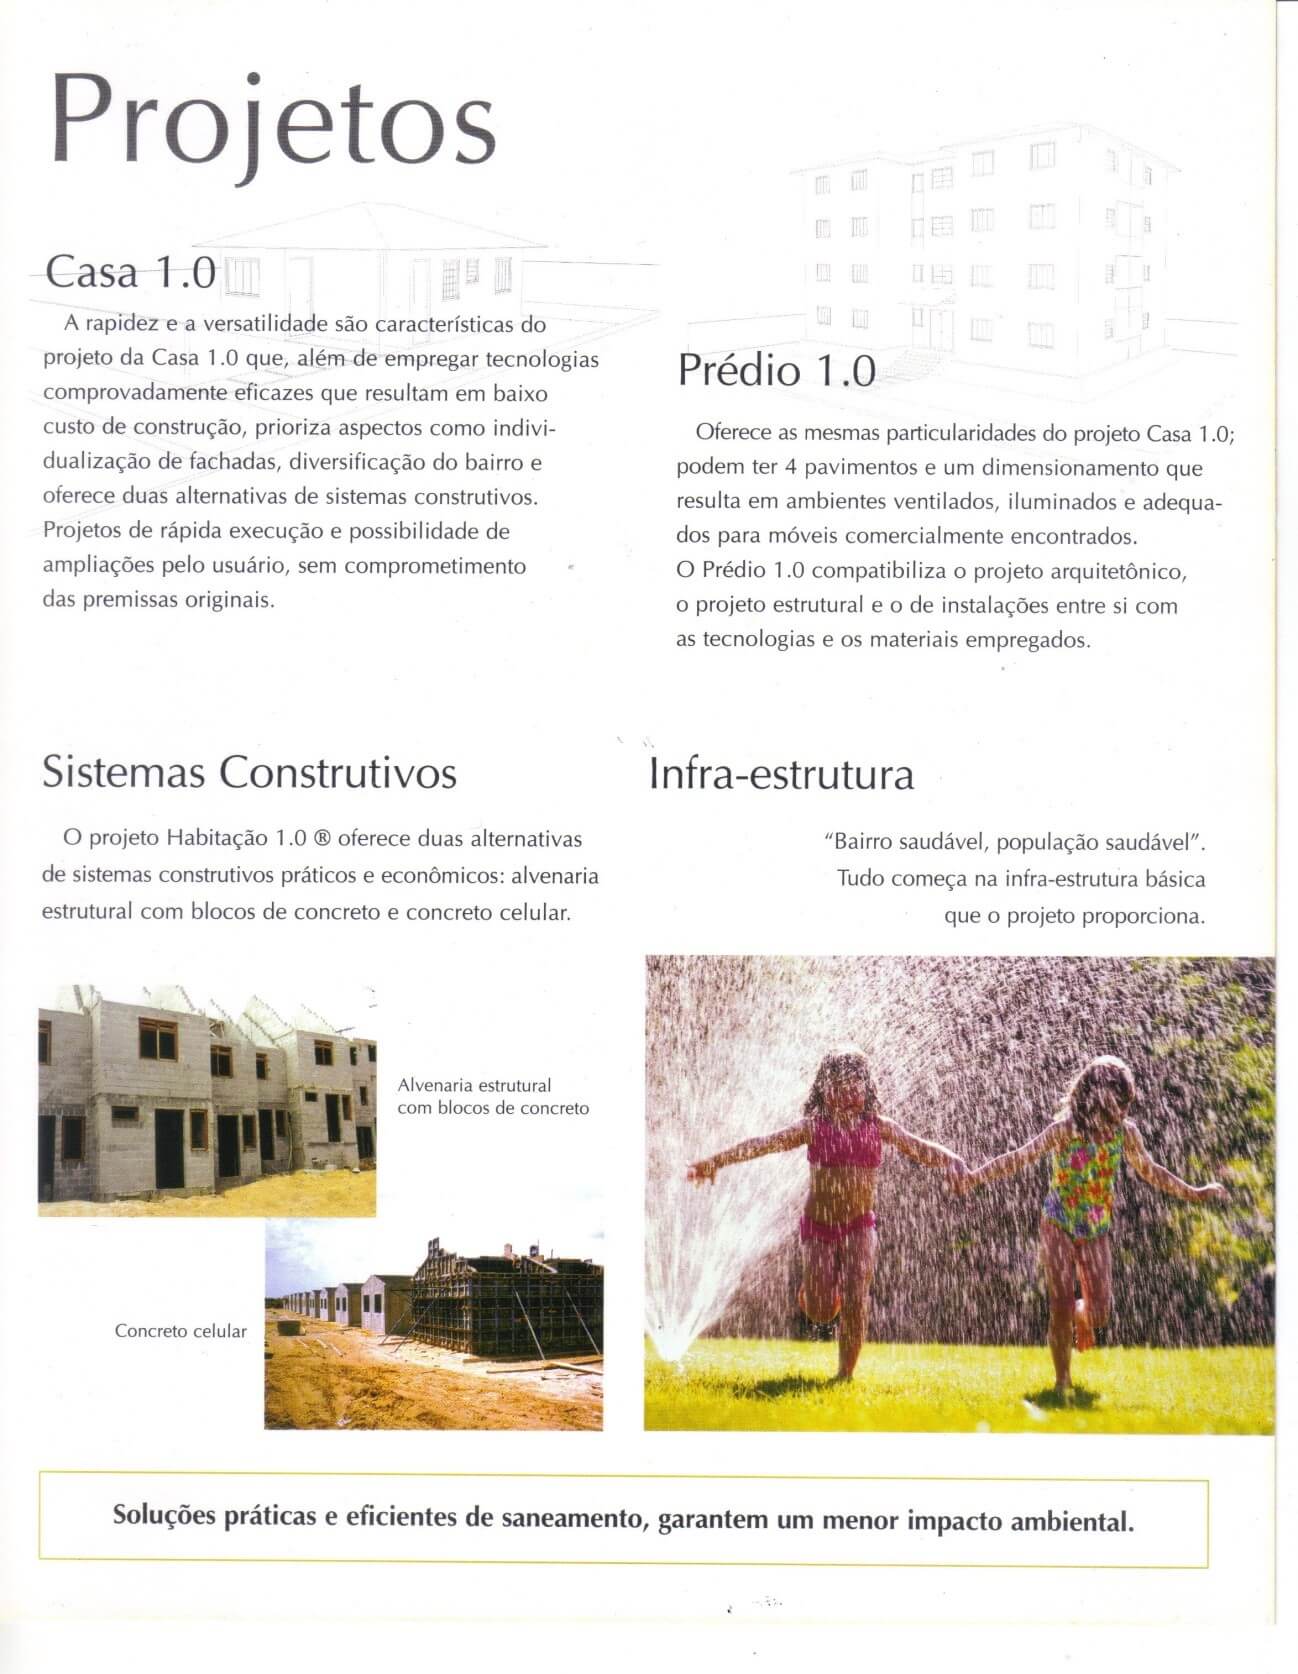 Projetos
Casa 1.0
A rapidez e a versatilidade são características do
projeto da Casa 1.0 que, além de empregar tecnologias
comprovadamente eficazes que resultam em baixo
custo de construção, prioriza aspectos como indivi-
dualização de fachadas, diversificação do bairro e
oferece duas alternativas de sistemas construtivos.
Projetos de rápida execução e possibilidade de
ampliações pelo usuário, sem comprometimento
das premissas originais.
Prédio 1.0
Oferece as mesmas particularidades do projeto Casa 1.0;
podem ter 4 pavimentos e um dimensionamento que
resulta em ambientes ventilados, iluminados e adequa-
dos para móveis comercialmente encontrados.
O Prédio 1.0 compatibiliza o projeto arquitetônico,
o projeto estrutural e o de instalações entre si com
as tecnologias e os materiais empregados.
Sistemas Construtivos
O projeto Habitação 1.0 ® oferece duas alternativas
de sistemas construtivos práticos e econômicos: alvenaria
estrutural com blocos de concreto e concreto celular.
Alvenaria estrutural
com blocos de concreto
Concreto celular
Infra-estrutura
“Bairro saudável, população saudável”.
Tudo começa na infra-estrutura básica
que o projeto proporciona.
Soluções práticas e eficientes de saneamento, garantem um menor impacto ambiental.